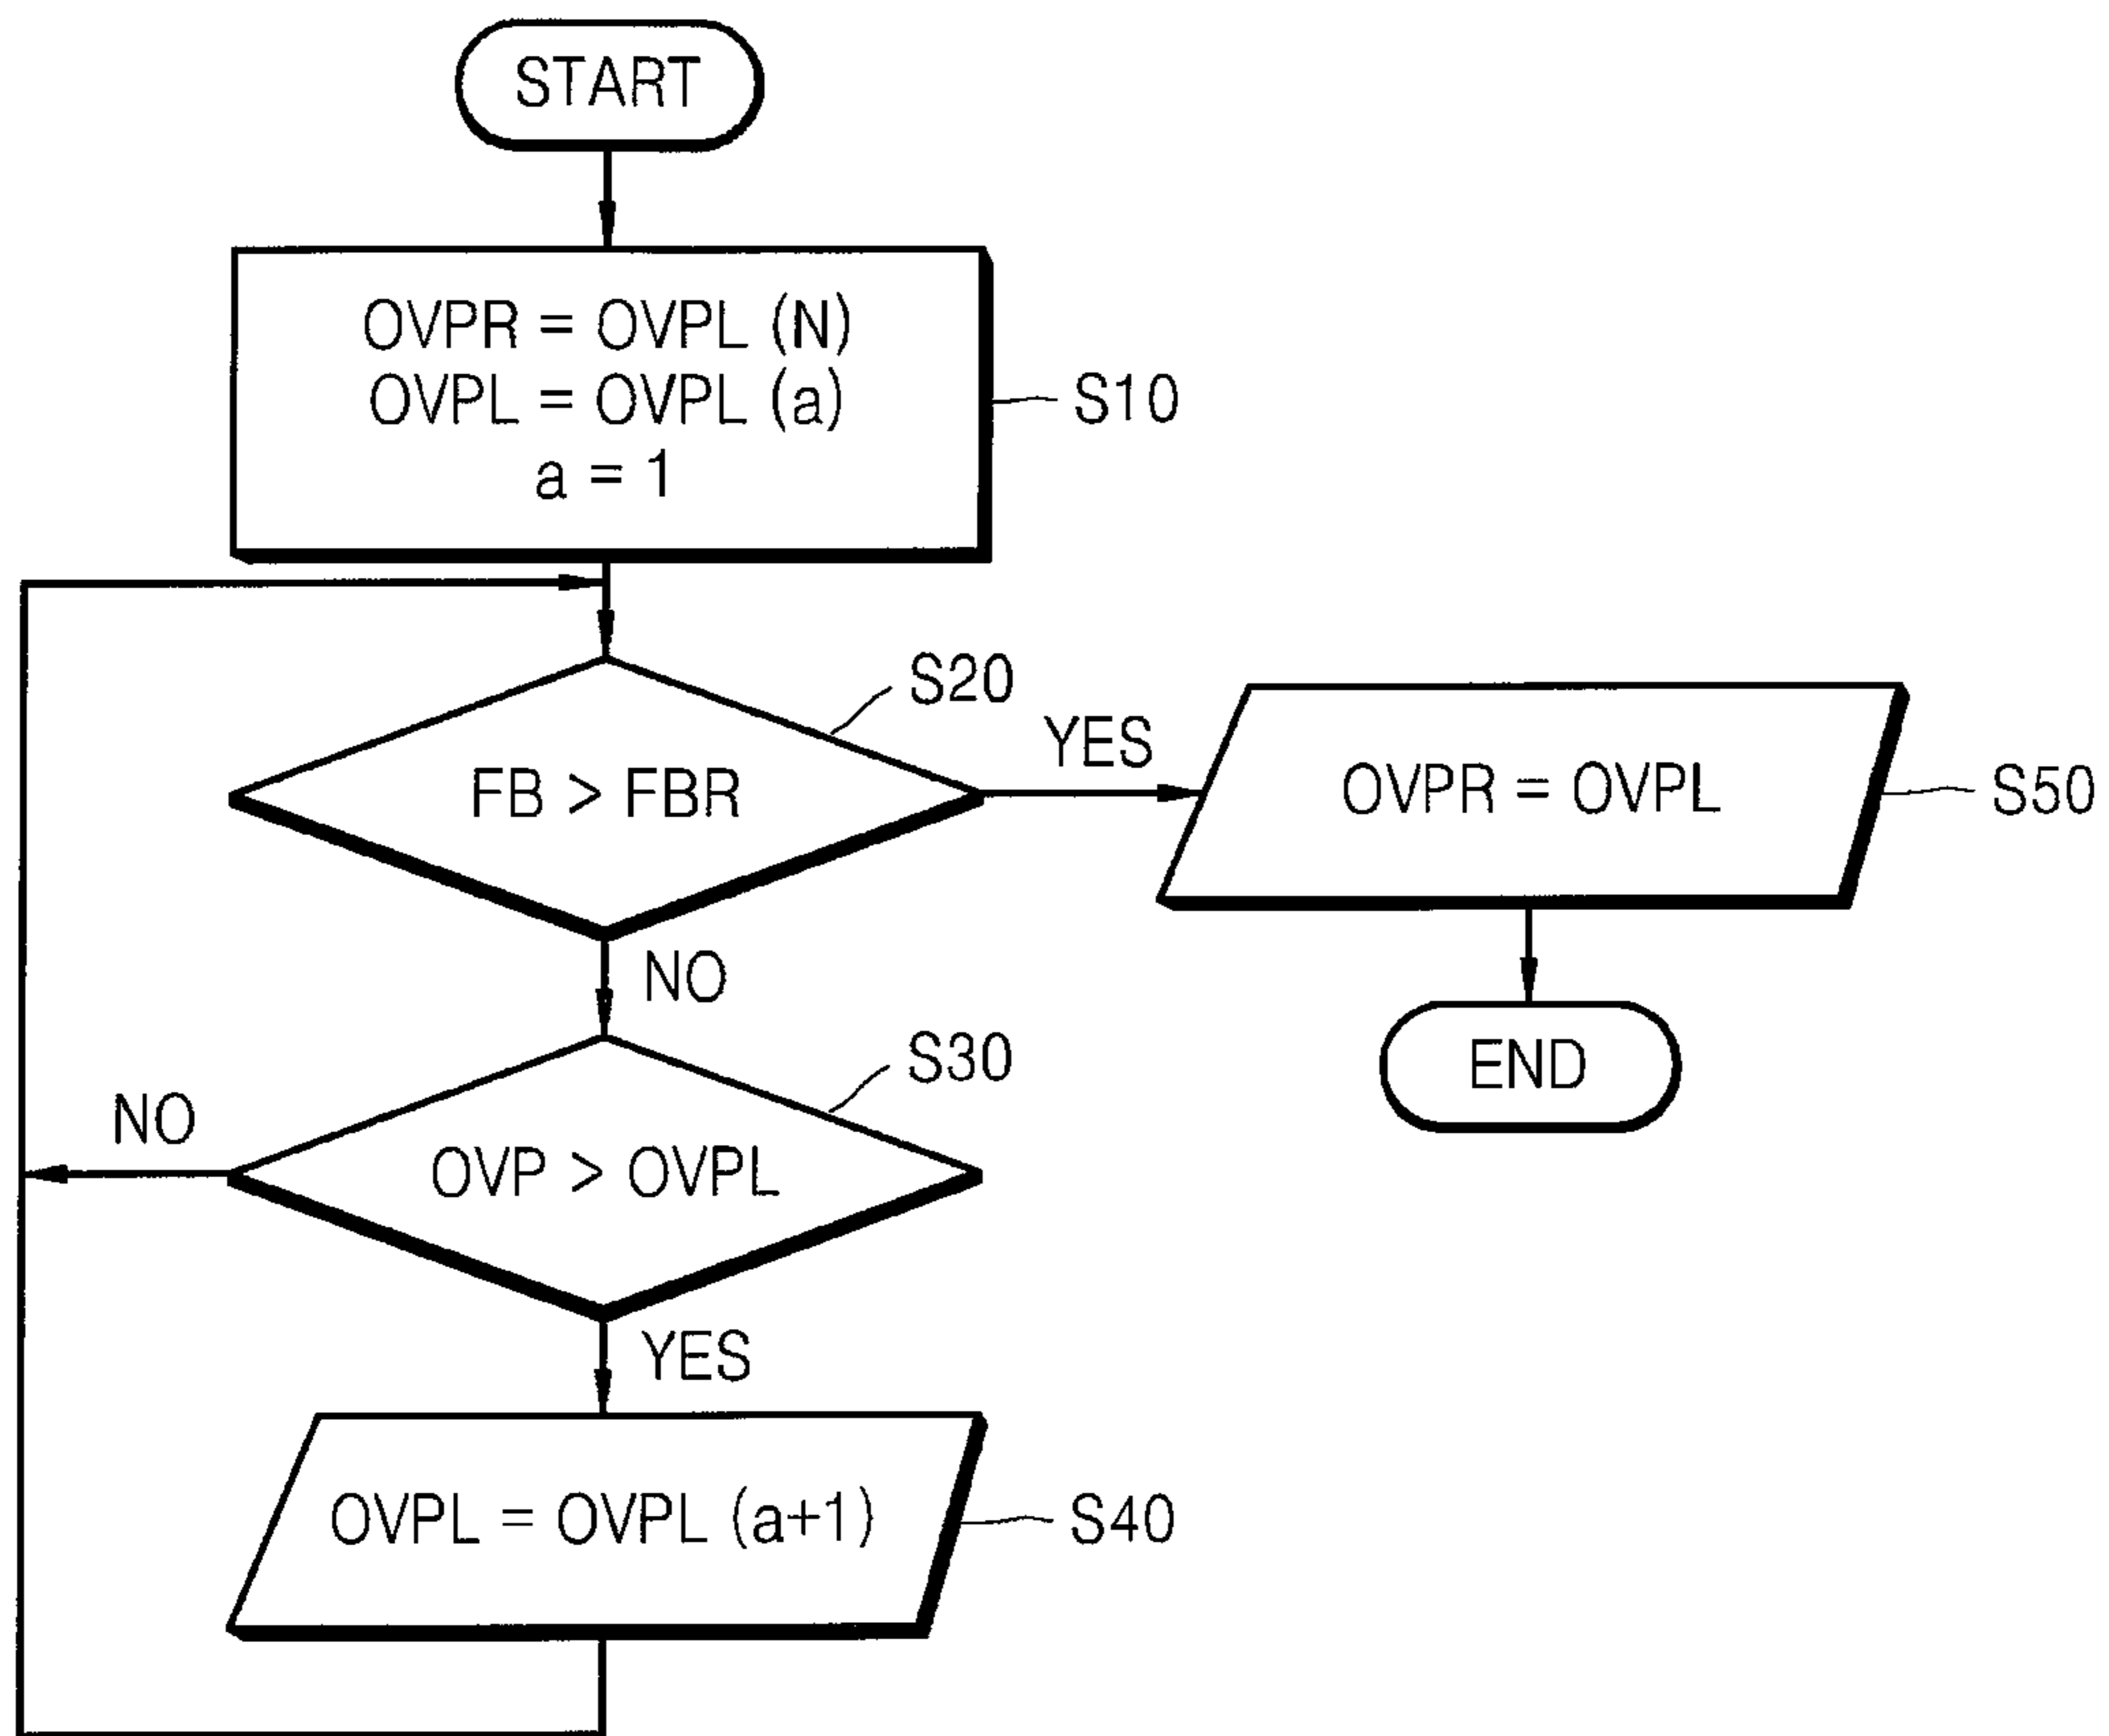 START
OVPR = OVPL (N)
OVPL = OVPL (a)
a = 1
S10
S20
FB > FBR
YES
OVPR = OVPL
S50
NO
END
S30
OVP > OVPL
NO
YES
OVPL = OVPL (a+1)
S40